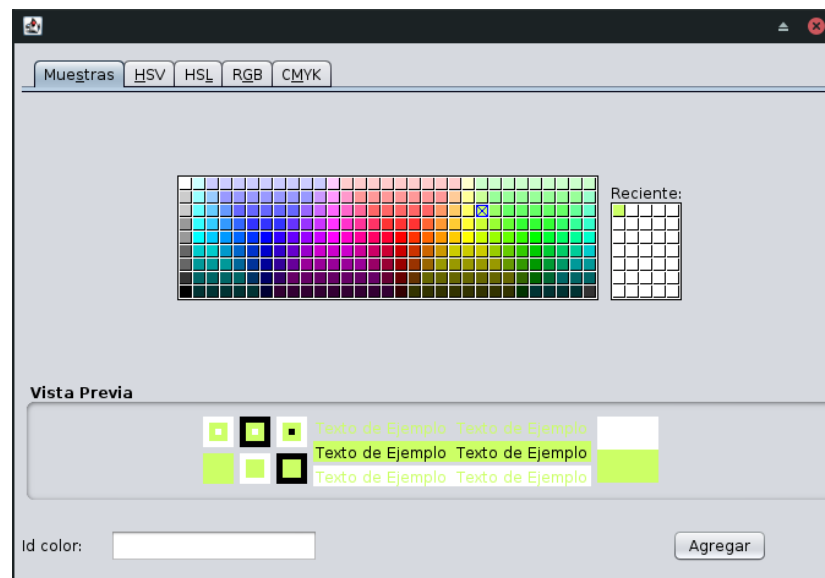 Muestras HSV HSL RGB CMYK
Reciente:
Vista Previa
Texto de Ejemplo Texto de Ejemplo
Texto de Ejemplo Texto de Ejemplo
Texto de Ejemplo Texto de Ejemplo
Id color: Agregar